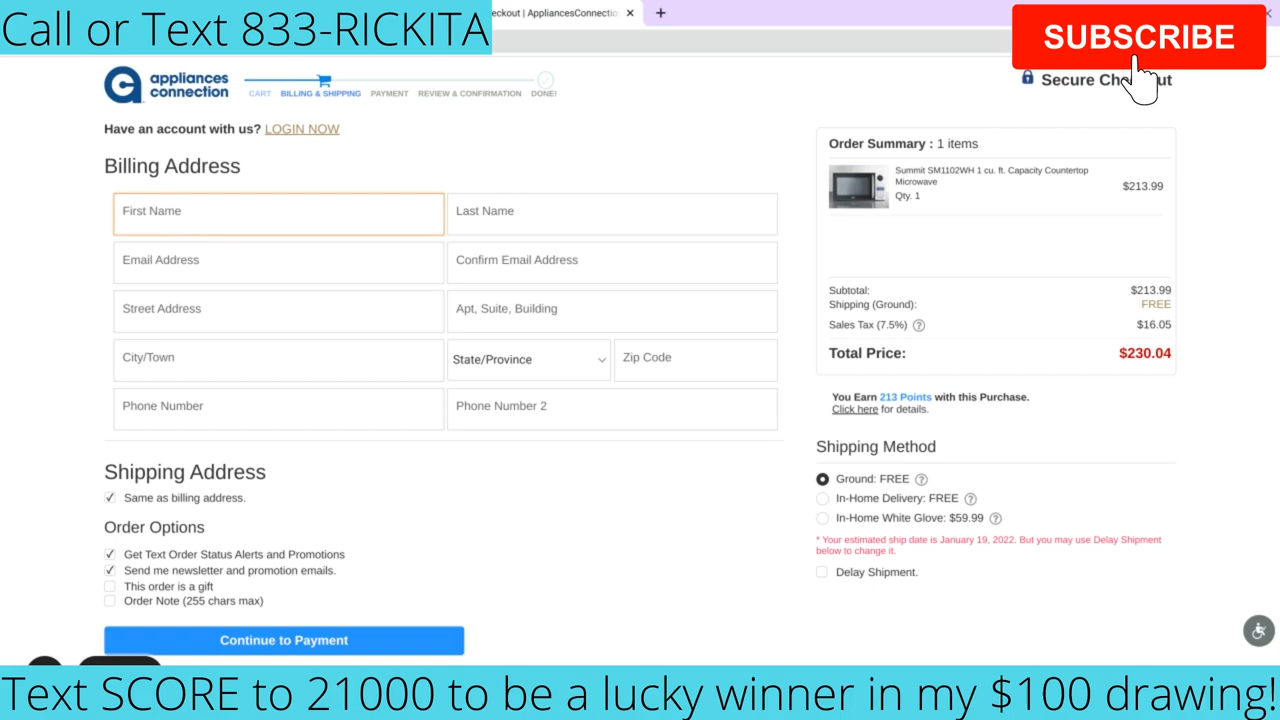 Call or Text 833-RICKITA
eckout | AppliancesConnectio
SUBSCRIBE
appliances
connection
CART BILLING & SHIPPING PAYMENT REVIEW & CONFIRMATION DONE!
Secure Ch ut
Have an account with us? LOGIN NOW
Billing Address
First Name Last Name
Email Address Confirm Email Address
Street Address Apt, Suite, Building
City/Town State/Province Zip Code
Phone Number Phone Number 2
Shipping Address
Same as billing address.
Order Options
Get Text Order Status Alerts and Promotions
Send me newsletter and promotion emails.
This order is a gift
Order Note (255 chars max)
Continue to Payment
Order Summary : 1 items
Summit SM1102WH 1 cu. ft. Capacity Countertop
Microwave
$213.99
Qty. 1
Subtotal: $213.99
Shipping (Ground): FREE
Sales Tax (7.5%) ? $16.05
Total Price: $230.04
You Earn 213 Points with this Purchase.
Click here for details.
Shipping Method
Ground: FREE ?
In-Home Delivery: FREE ?
In-Home White Glove: $59.99 ?
* Your estimated ship date is January 19, 2022. But you may use Delay Shipment
below to change it.
Delay Shipment.
Text SCORE to 21000 to be a lucky winner in my $100 drawing!